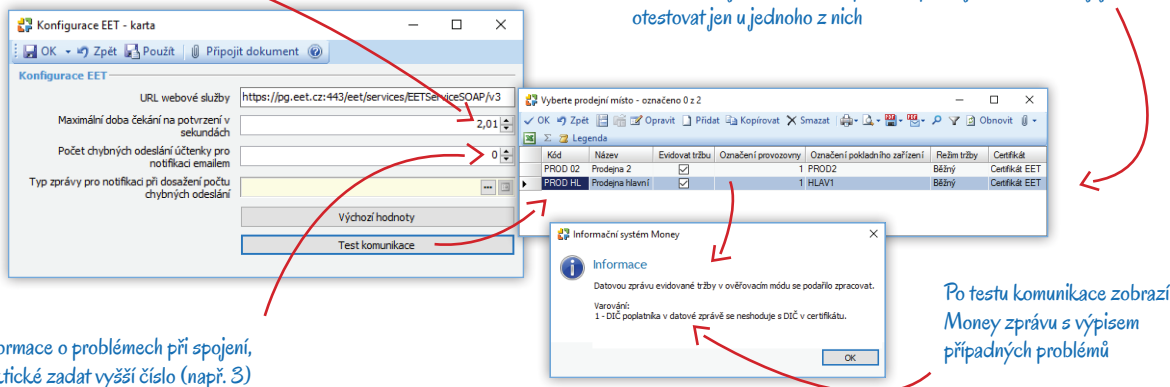 otestovat jen u jednoho z nich
Konfigurace EET - karta
OK Zpět Použít Připojit dokument
Konfigurace EET
URL webové služby https://pg.eet.cz:443/eet/services/EETServiceSOAP/v3
Maximální doba čekání na potvrzení v
sekundách
2,01
Počet chybných odeslání účtenky pro
notifikaci emailem
0
Typ zprávy pro notifikaci při dosažení počtu
chybných odeslání
Výchozí hodnoty
Test komunikace
Vyberte prodejní místo - označeno 0 z 2
OK Zpět Opravit Přidat Kopírovat Smazat Obnovit
Σ Legenda
Kód Název Evidovat tržbu Označení provozovny Označení pokladního zařízení Režim tržby Certifikát
PROD 02 Prodejna 2 1 PROD2 Běžný Certifikát EET
PROD HL Prodejna hlavní 1 HLAV1 Běžný Certifikát EET
Informační systém Money
Informace
Datovou zprávu evidované tržby v ověřovacím módu se podařilo zpracovat.
Varování:
1 - DIČ poplatníka v datové zprávě se neshoduje s DIČ v certifikátu.
OK
Po testu komunikace zobrazí
Money zprávu s výpisem
případných problémů
ormace o problémech při spojení,
ktické zadat vyšší číslo (např. 3)